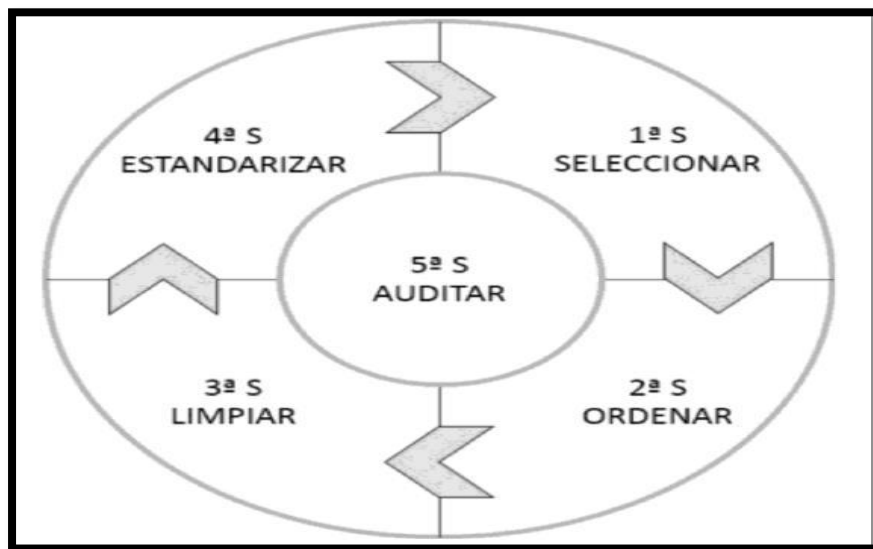 1ª S
SELECCIONAR
2ª S
ORDENAR
3ª S
LIMPIAR
4ª S
ESTANDARIZAR
5ª S
AUDITAR